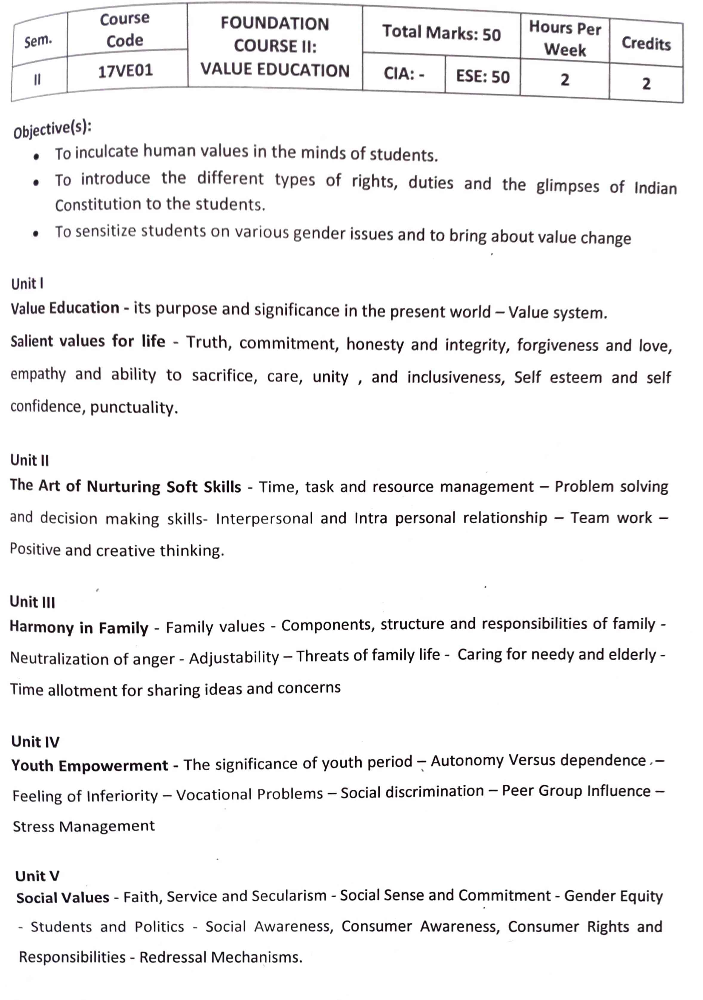 Sem.
Course
Code
FOUNDATION
COURSE II:
VALUE EDUCATION
Total Marks: 50
Hours Per
Week
Credits
II
17VE01
CIA: -
ESE: 50
2
2
Objective(s):
• To inculcate human values in the minds of students.
• To introduce the different types of rights, duties and the glimpses of Indian
Constitution to the students.
• To sensitize students on various gender issues and to bring about value change
Unit I
Value Education - its purpose and significance in the present world – Value system.
Salient values for life - Truth, commitment, honesty and integrity, forgiveness and love,
empathy and ability to sacrifice, care, unity , and inclusiveness, Self esteem and self
confidence, punctuality.
Unit II
The Art of Nurturing Soft Skills - Time, task and resource management – Problem solving
and decision making skills- Interpersonal and Intra personal relationship – Team work –
Positive and creative thinking.
Unit III
Harmony in Family - Family values - Components, structure and responsibilities of family -
Neutralization of anger - Adjustability – Threats of family life - Caring for needy and elderly -
Time allotment for sharing ideas and concerns
Unit IV
Youth Empowerment - The significance of youth period – Autonomy Versus dependence –
Feeling of Inferiority – Vocational Problems – Social discrimination – Peer Group Influence –
Stress Management
Unit V
Social Values - Faith, Service and Secularism - Social Sense and Commitment - Gender Equity
- Students and Politics - Social Awareness, Consumer Awareness, Consumer Rights and
Responsibilities - Redressal Mechanisms.